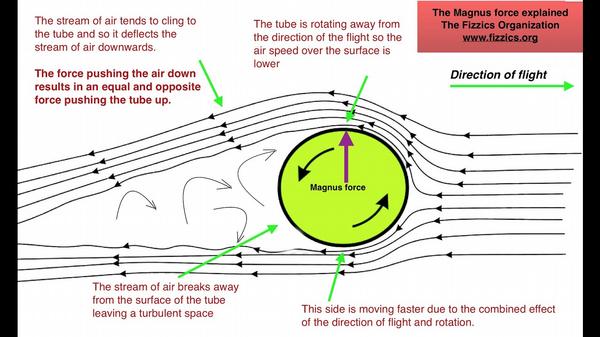 The stream of air tends to cling to
the tube and so it deflects the
stream of air downwards.
The force pushing the air down
results in an equal and opposite
force pushing the tube up.
The tube is rotating away from
the direction of the flight so the
air speed over the surface is
lower
The Magnus force explained
The Fizzics Organization
www.fizzics.org
Direction of flight
Magnus force
The stream of air breaks away
from the surface of the tube
leaving a turbulent space
This side is moving faster due to the combined effect
of the direction of flight and rotation.